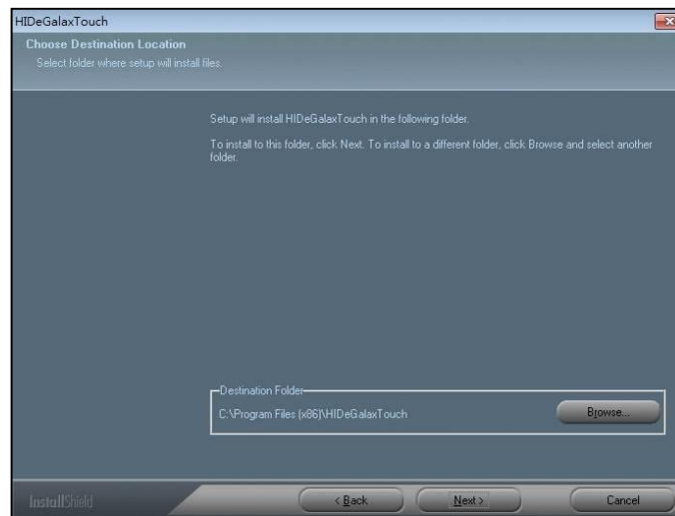 HIDeGalaxTouch
Choose Destination Location
Select folder where setup will install files.
Setup will install HIDeGalaxTouch in the following folder.
To install to this folder, click Next. To install to a different folder, click Browse and select another
folder.
Destination Folder
C:\Program Files (x86)\HIDeGalaxTouch
Browse...
InstallShield
< Back
Next >
Cancel